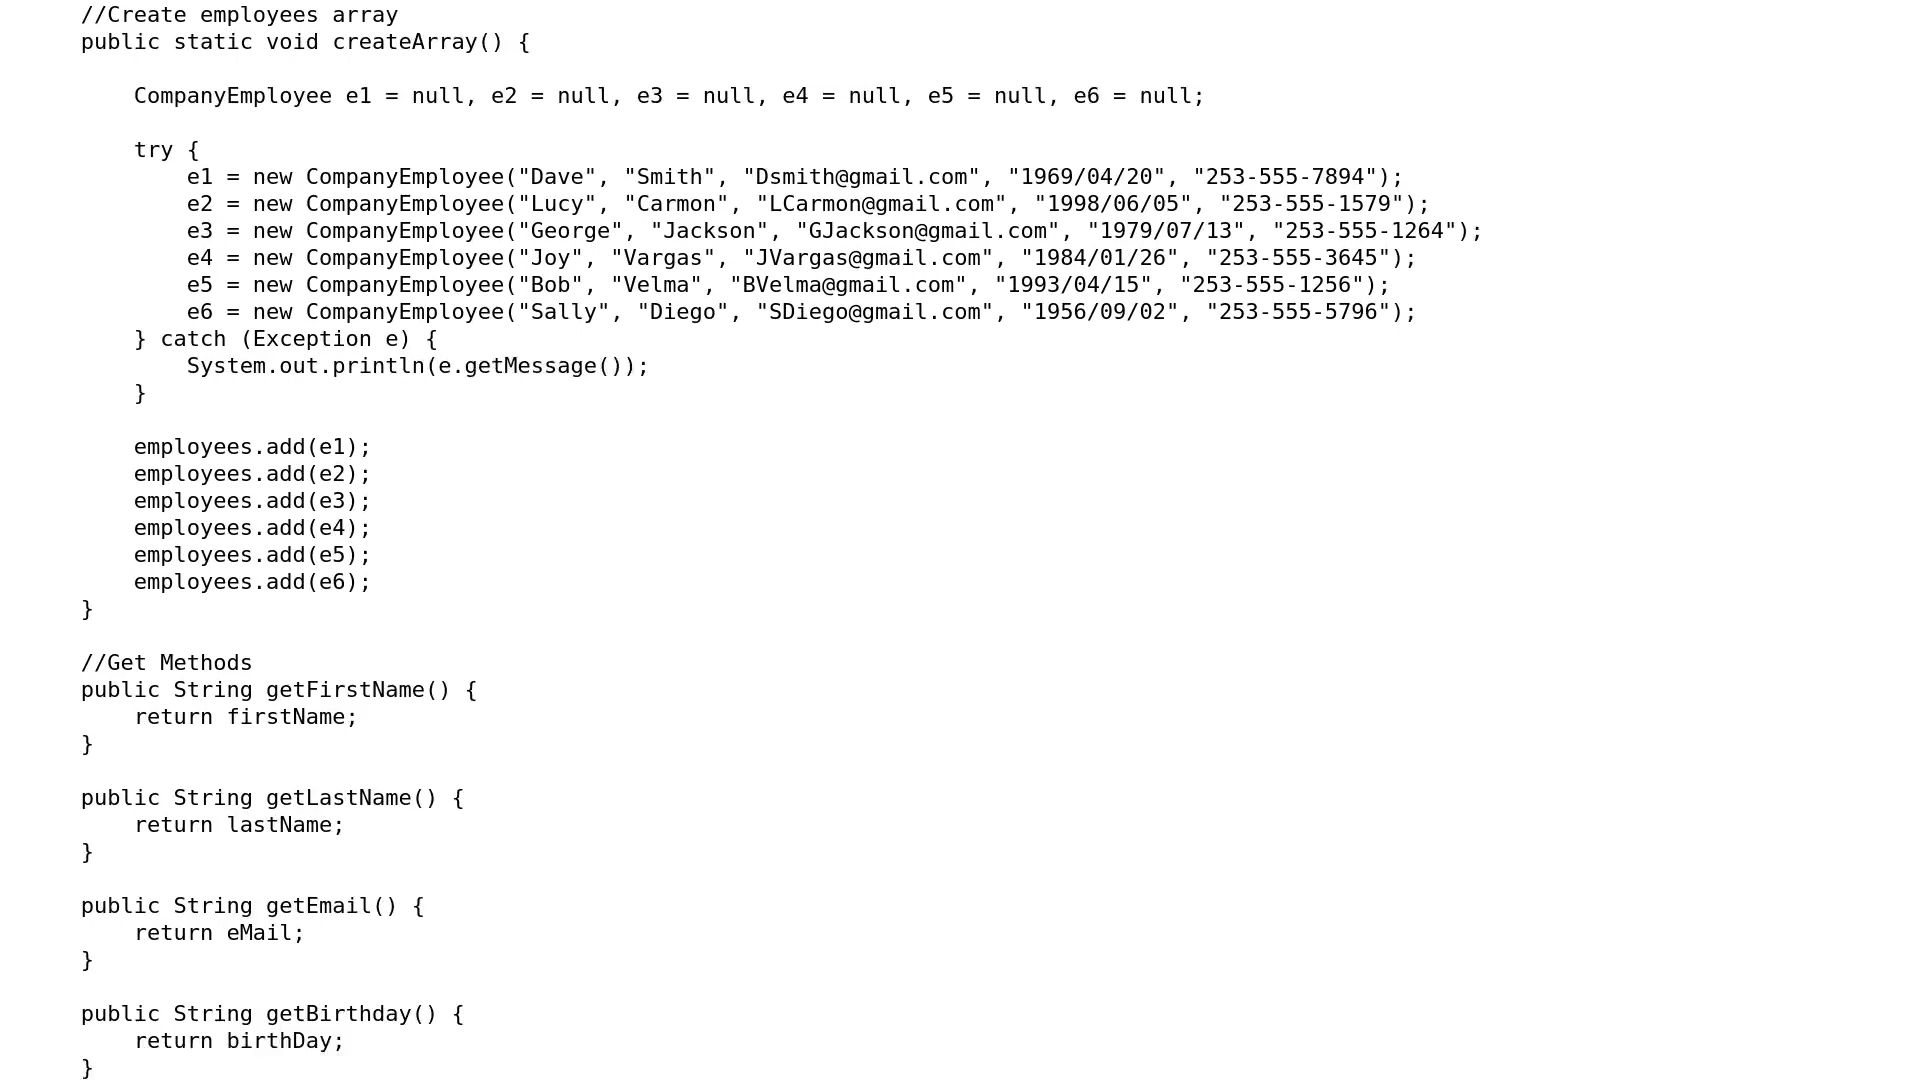 //Create employees array
public static void createArray() {
CompanyEmployee e1 = null, e2 = null, e3 = null, e4 = null, e5 = null, e6 = null;
try {
e1 = new CompanyEmployee("Dave", "Smith", "Dsmith@gmail.com", "1969/04/20", "253-555-7894");
e2 = new CompanyEmployee("Lucy", "Carmon", "LCarmon@gmail.com", "1998/06/05", "253-555-1579");
e3 = new CompanyEmployee("George", "Jackson", "GJackson@gmail.com", "1979/07/13", "253-555-1264");
e4 = new CompanyEmployee("Joy", "Vargas", "JVargas@gmail.com", "1984/01/26", "253-555-3645");
e5 = new CompanyEmployee("Bob", "Velma", "BVelma@gmail.com", "1993/04/15", "253-555-1256");
e6 = new CompanyEmployee("Sally", "Diego", "SDiego@gmail.com", "1956/09/02", "253-555-5796");
} catch (Exception e) {
System.out.println(e.getMessage());
}
employees.add(e1);
employees.add(e2);
employees.add(e3);
employees.add(e4);
employees.add(e5);
employees.add(e6);
}
//Get Methods
public String getFirstName() {
return firstName;
}
public String getLastName() {
return lastName;
}
public String getEmail() {
return eMail;
}
public String getBirthday() {
return birthDay;
}